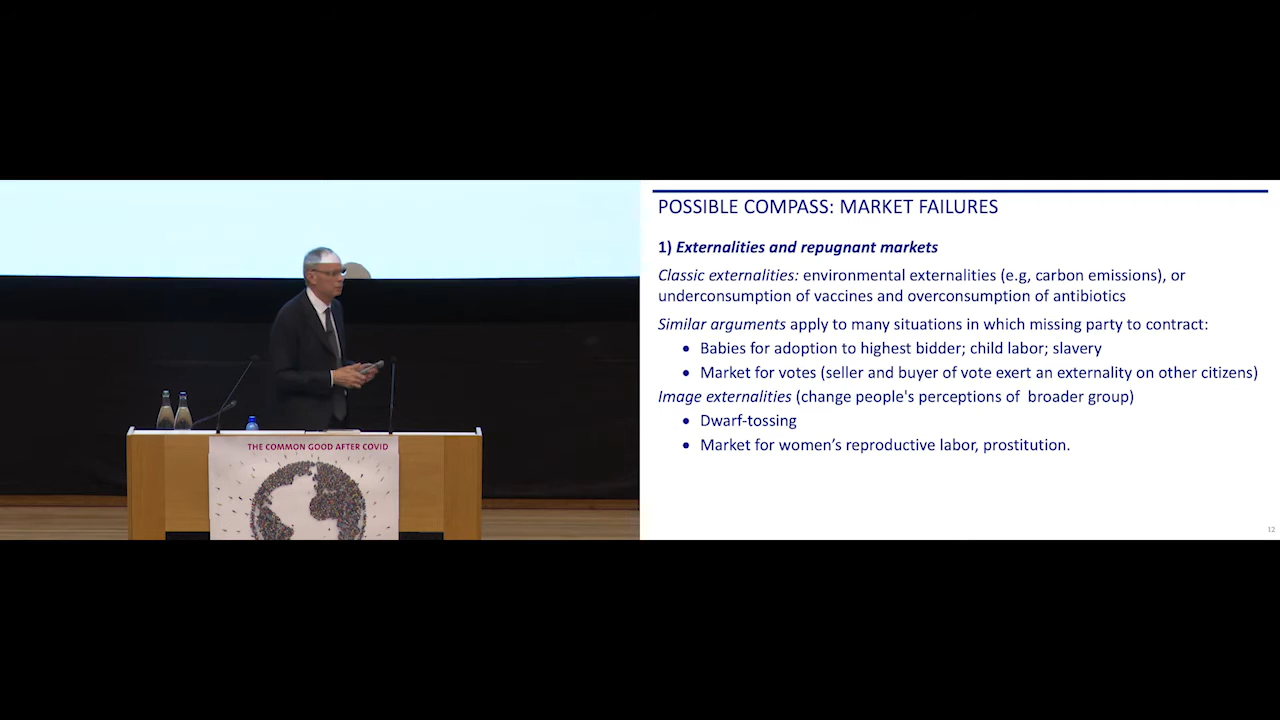 THE COMMON GOOD AFTER COVID
POSSIBLE COMPASS: MARKET FAILURES
1) Externalities and repugnant markets
Classic externalities: environmental externalities (e.g, carbon emissions), or
underconsumption of vaccines and overconsumption of antibiotics
Similar arguments apply to many situations in which missing party to contract:
• Babies for adoption to highest bidder; child labor; slavery
• Market for votes (seller and buyer of vote exert an externality on other citizens)
Image externalities (change people's perceptions of broader group)
• Dwarf-tossing
• Market for women’s reproductive labor, prostitution.
12